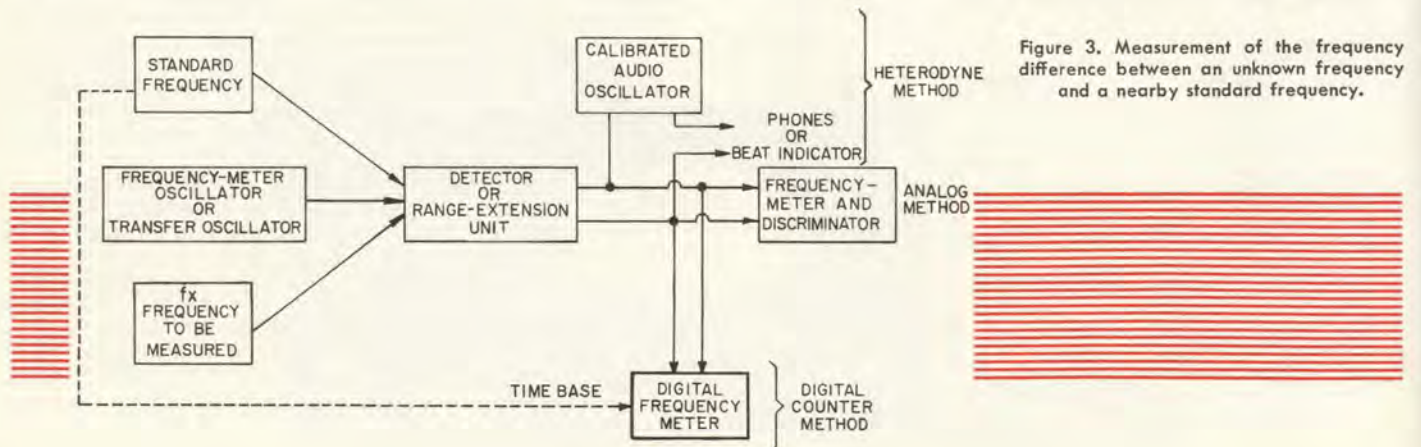 STANDARD
FREQUENCY
FREQUENCY-METER
OSCILLATOR
OR
TRANSFER OSCILLATOR
fx
FREQUENCY
TO BE
MEASURED
DETECTOR
OR
RANGE-EXTENSION
UNIT
CALIBRATED
AUDIO
OSCILLATOR
PHONES
OR
BEAT INDICATOR
HETERODYNE
METHOD
FREQUENCY-
METER AND
DISCRIMINATOR
ANALOG
METHOD
TIME BASE
DIGITAL
FREQUENCY
METER
DIGITAL
COUNTER
METHOD
Figure 3. Measurement of the frequency
difference between an unknown frequency
and a nearby standard frequency.